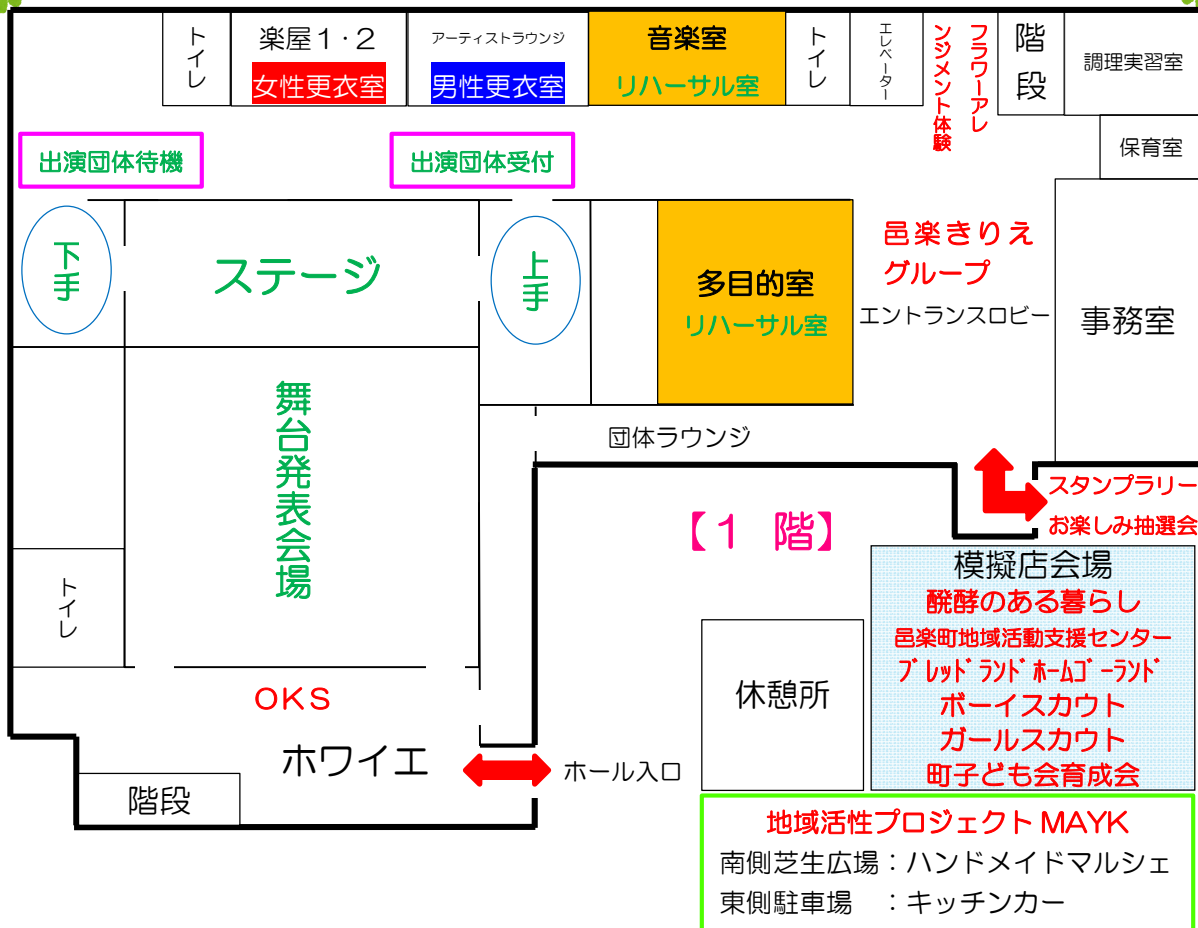 トイレ
楽屋１・２
女性更衣室
アーティストラウンジ
男性更衣室
音楽室
リハーサル室
トイレ
エレベーター
フラワーアレ
ンジメント体験
階段
調理実習室
保育室
出演団体待機
出演団体受付
下手
ステージ
上手
多目的室
リハーサル室
邑楽きりえ
グループ
エントランスロビー
事務室
舞台発表会場
団体ラウンジ
【１ 階】
スタンプラリー
お楽しみ抽選会
模擬店会場
醗酵のある暮らし
邑楽町地域活動支援センター
ﾌﾞﾚｯﾄﾞﾗﾝﾄﾞﾎｰﾑｺﾞｰﾗﾝﾄﾞ
ボーイスカウト
ガールスカウト
町子ども会育成会
休憩所
トイレ
ＯＫＳ
ホワイエ
ホール入口
階段
地域活性プロジェクト MAYK
南側芝生広場：ハンドメイドマルシェ
東側駐車場　：キッチンカー